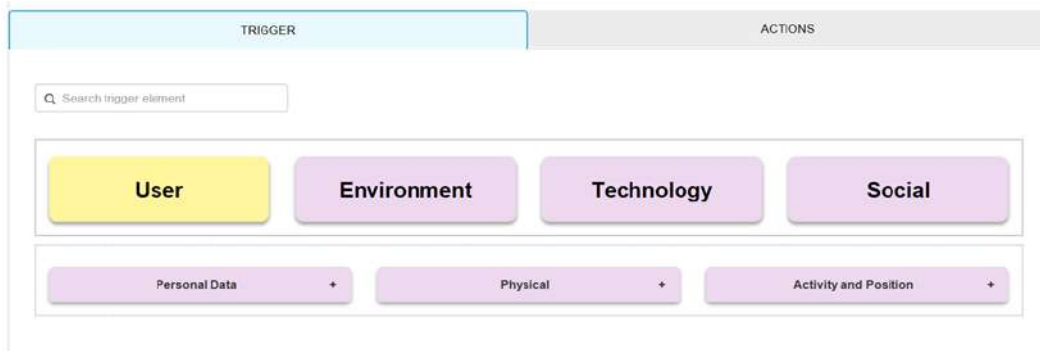 TRIGGER
ACTIONS
Search trigger element
User
Environment
Technology
Social
Personal Data +
Physical +
Activity and Position +